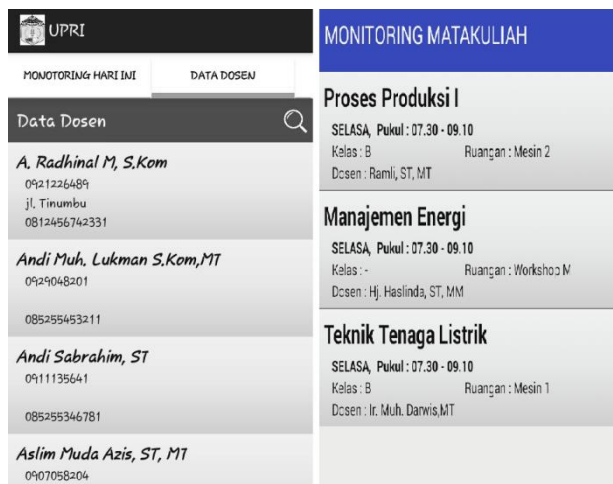 UPRI
MONOTORING HARI INI
DATA DOSEN
Data Dosen
A. Radhinal M, S.Kom
0921226489
jl. Tinumbu
0812456742331
Andi Muh. Lukman S.Kom,MT
0929048201
085255453211
Andi Sabrahim, ST
0911135641
085255346781
Aslim Muda Azis, ST, MT
0907058204
MONITORING MATAKULIAH
Proses Produksi I
SELASA, Pukul : 07.30 - 09.10
Kelas : B Ruangan : Mesin 2
Dosen : Ramli, ST, MT
Manajemen Energi
SELASA, Pukul : 07.30 - 09.10
Kelas : - Ruangan : Workshop M
Dosen : Hj. Haslinda, ST, MM
Teknik Tenaga Listrik
SELASA, Pukul : 07.30 - 09.10
Kelas : B Ruangan : Mesin 1
Dosen : Ir. Muh. Darwis,MT